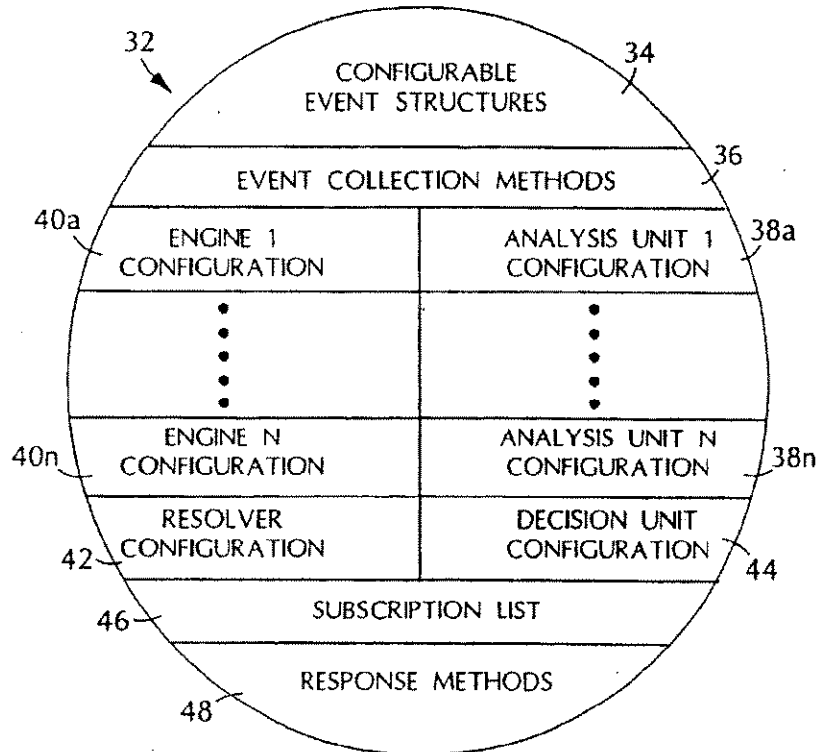 32
34
CONFIGURABLE
EVENT STRUCTURES
36
EVENT COLLECTION METHODS
40a
38a
ENGINE 1
CONFIGURATION
ANALYSIS UNIT 1
CONFIGURATION
40n
38n
ENGINE N
CONFIGURATION
ANALYSIS UNIT N
CONFIGURATION
RESOLVER
CONFIGURATION
DECISION UNIT
CONFIGURATION
42
44
46
SUBSCRIPTION LIST
RESPONSE METHODS
48